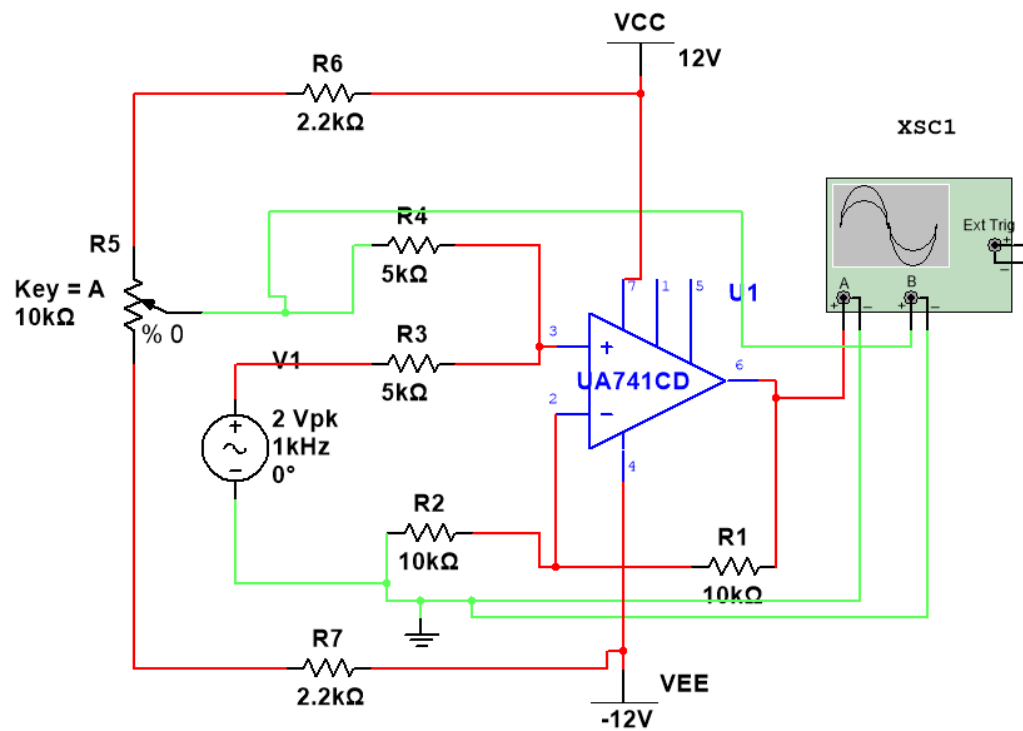 VCC
12V
R6
2.2kΩ
XSC1
R4
5kΩ
Ext Trig
+
−
R5
Key = A
10kΩ
% 0
7
1
5
U1
A
B
+
−
+
−
R3
5kΩ
V1
3
+
UA741CD
6
2
−
4
+
2 Vpk
1kHz
0°
−
R2
10kΩ
R1
10kΩ
R7
2.2kΩ
VEE
-12V